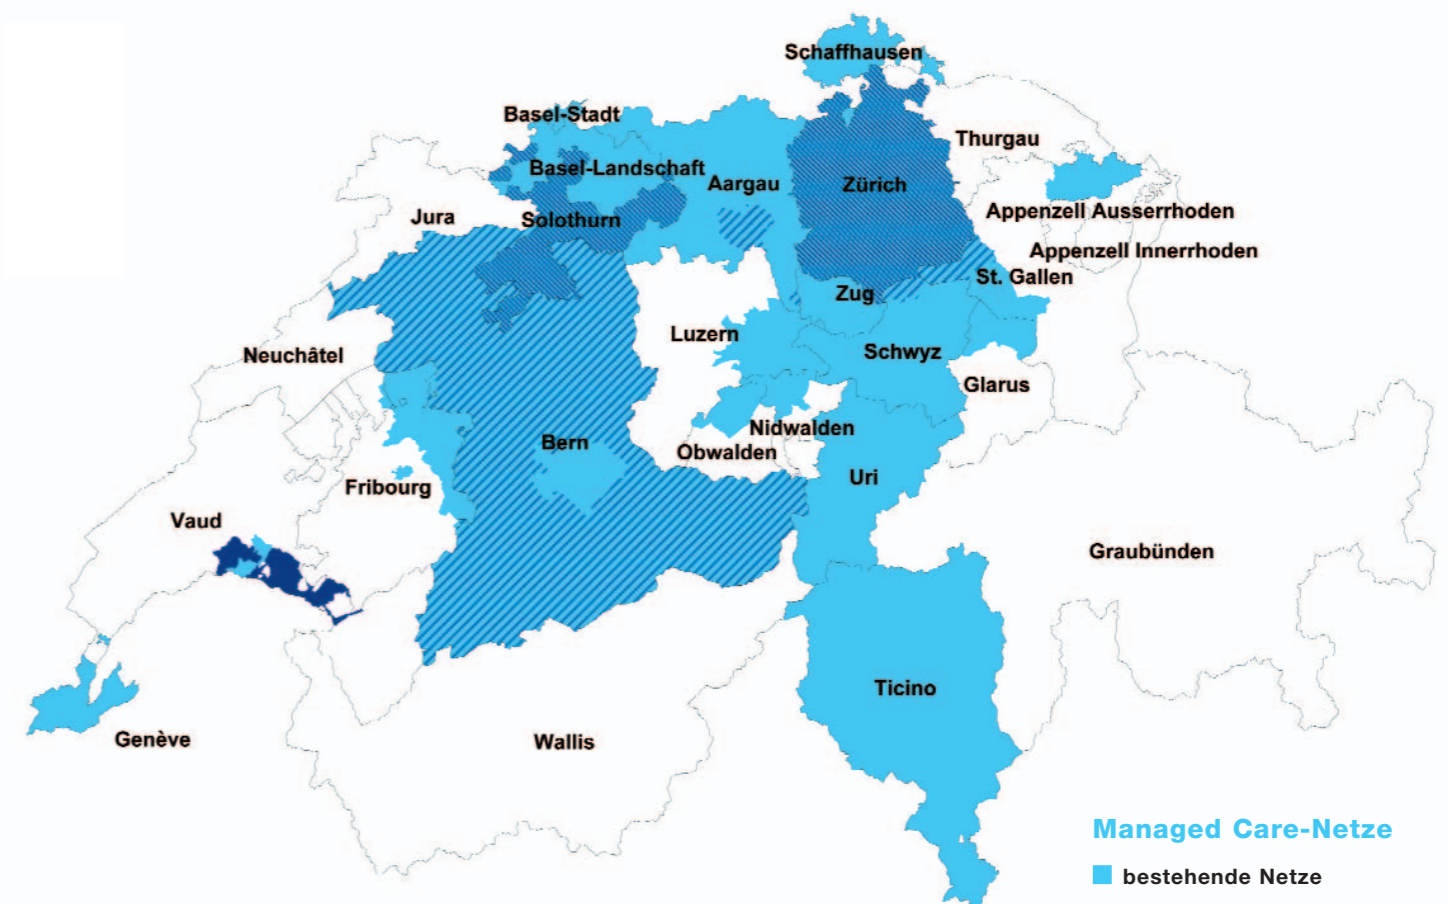 Schaffhausen
Basel-Stadt
Thurgau
Basel-Landschaft
Aargau
Zürich
Jura
Solothurn
Appenzell Ausserrhoden
Appenzell Innerrhoden
St. Gallen
Zug
Luzern
Neuchâtel
Schwyz
Glarus
Nidwalden
Bern
Obwalden
Uri
Fribourg
Vaud
Graubünden
Ticino
Genève
Wallis
Managed Care-Netze
bestehende Netze